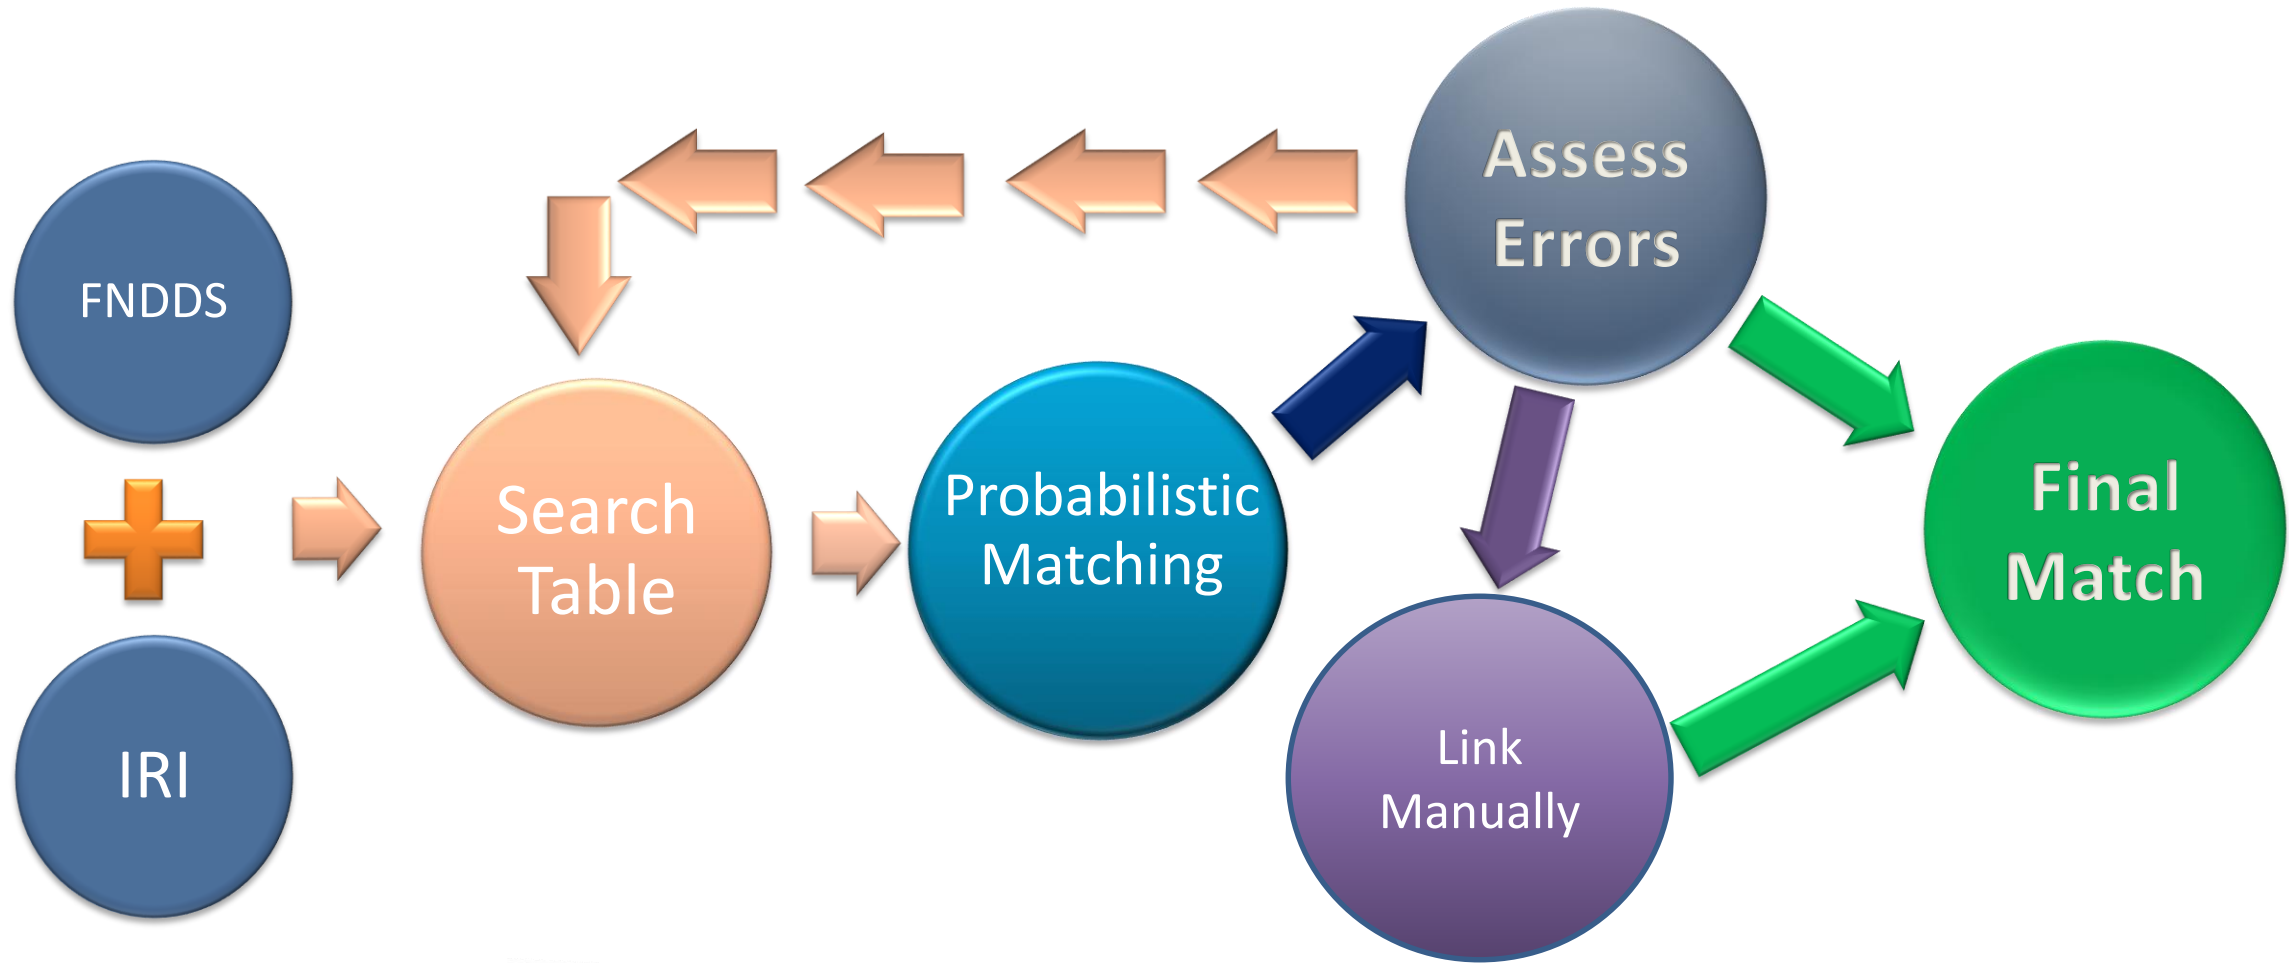 FNDDS
IRI
Search
Table
Probabilistic
Matching
Assess
Errors
Link
Manually
Final
Match